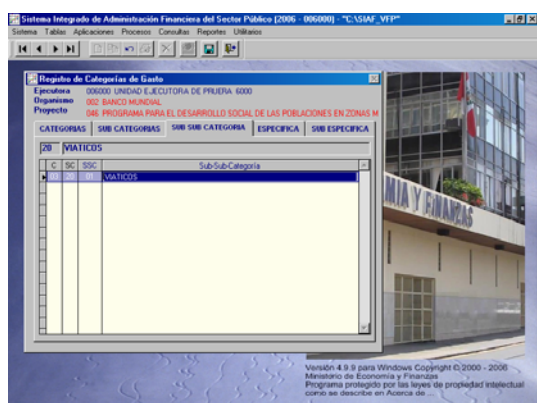 Sistema Integrado de Administración Financiera del Sector Público (2006 - 006000) - "C:\SIAF_VFP"
Sistema Tablas Aplicaciones Procesos Consultas Reportes Utilitarios
Registro de Categorías de Gasto
Ejecutora 006000 UNIDAD EJECUTORA DE PRUEBA 6000
Organismo 002 BANCO MUNDIAL
Proyecto 046 PROGRAMA PARA EL DESARROLLO SOCIAL DE LAS POBLACIONES EN ZONAS M
CATEGORIAS SUB CATEGORIAS SUB SUB CATEGORIA ESPECIFICA SUB ESPECIFICA
20 VIATICOS
C SC SSC Sub-Sub-Categoría
03 20 01 VIATICOS
MIA Y FINANZAS
Versión 4.9.9 para Windows Copyright © 2000 - 2006
Ministerio de Economía y Finanzas
Programa protegido por las leyes de propiedad intelectual
como se describe en Acerca de ...